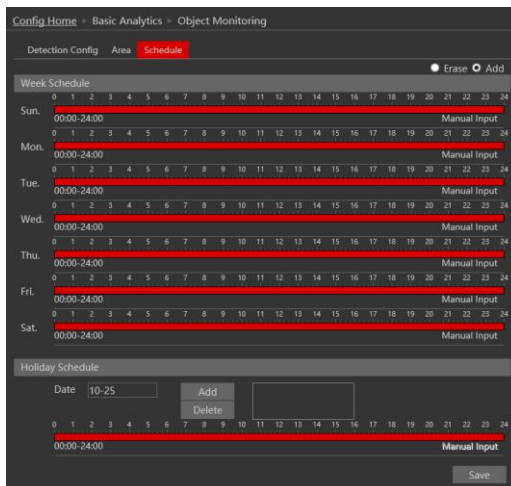 Config Home ▸ Basic Analytics ▸ Object Monitoring
Detection Config Area Schedule
Erase Add
Week Schedule
0 1 2 3 4 5 6 7 8 9 10 11 12 13 14 15 16 17 18 19 20 21 22 23 24
Sun.
00:00-24:00 Manual Input
0 1 2 3 4 5 6 7 8 9 10 11 12 13 14 15 16 17 18 19 20 21 22 23 24
Mon.
00:00-24:00 Manual Input
0 1 2 3 4 5 6 7 8 9 10 11 12 13 14 15 16 17 18 19 20 21 22 23 24
Tue.
00:00-24:00 Manual Input
0 1 2 3 4 5 6 7 8 9 10 11 12 13 14 15 16 17 18 19 20 21 22 23 24
Wed.
00:00-24:00 Manual Input
0 1 2 3 4 5 6 7 8 9 10 11 12 13 14 15 16 17 18 19 20 21 22 23 24
Thu.
00:00-24:00 Manual Input
0 1 2 3 4 5 6 7 8 9 10 11 12 13 14 15 16 17 18 19 20 21 22 23 24
Fri.
00:00-24:00 Manual Input
0 1 2 3 4 5 6 7 8 9 10 11 12 13 14 15 16 17 18 19 20 21 22 23 24
Sat.
00:00-24:00 Manual Input
Holiday Schedule
Date 10-25 Add
Delete
0 1 2 3 4 5 6 7 8 9 10 11 12 13 14 15 16 17 18 19 20 21 22 23 24
00:00-24:00 Manual Input
Save